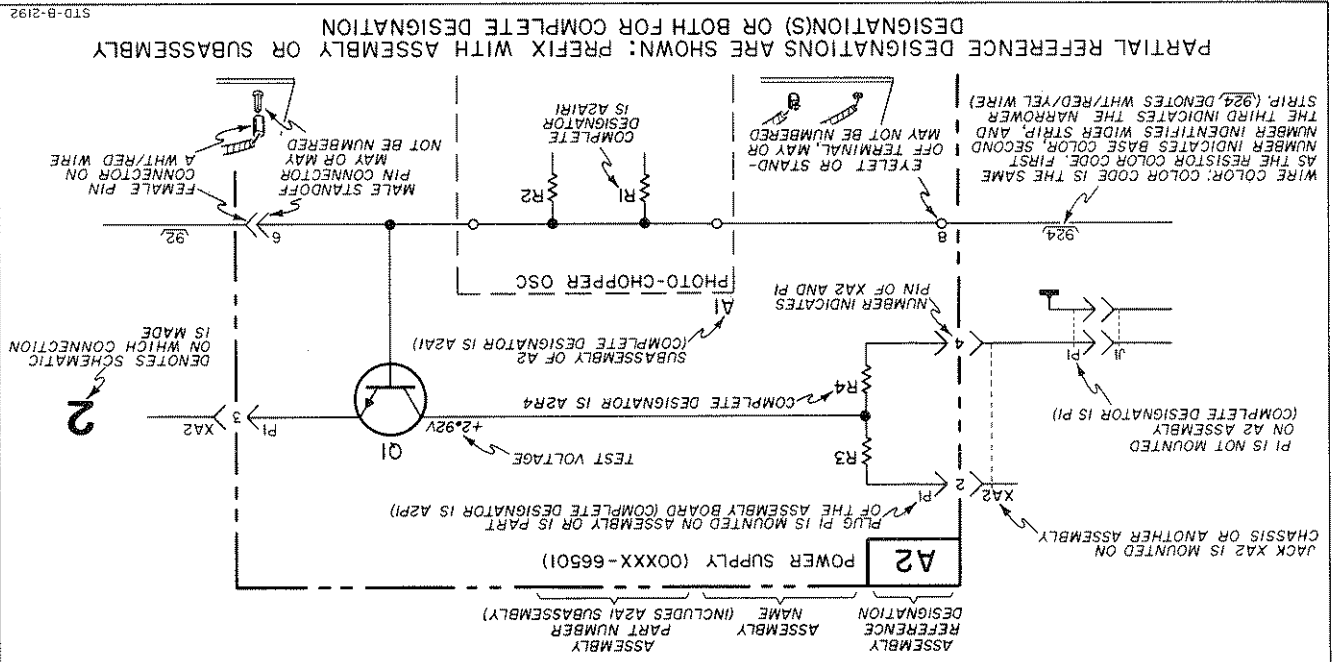 ASSEMBLY
REFERENCE
DESIGNATION
ASSEMBLY
NAME
ASSEMBLY
PART NUMBER
(INCLUDES A2A1 SUBASSEMBLY)
A2
POWER SUPPLY (00XXX-66501)
JACK XA2 IS MOUNTED ON
CHASSIS OR ANOTHER ASSEMBLY
PLUG P1 IS MOUNTED ON ASSEMBLY OR IS PART
OF THE ASSEMBLY BOARD (COMPLETE DESIGNATOR IS A2P1)
XA2
2
P1
R3
TEST VOLTAGE
+2.92V
Q1
P1
3
XA2
2
DENOTES SCHEMATIC
ON WHICH CONNECTION
IS MADE
P1 IS NOT MOUNTED
ON A2 ASSEMBLY
(COMPLETE DESIGNATOR IS P1)
J1
P1
4
R4
COMPLETE DESIGNATOR IS A2R4
NUMBER INDICATES
PIN OF XA2 AND P1
SUBASSEMBLY OF A2
(COMPLETE DESIGNATOR IS A2A1)
A1
PHOTO-CHOPPER OSC
924
8
6
92
WIRE COLOR: COLOR CODE IS THE SAME
AS THE RESISTOR COLOR CODE. FIRST
NUMBER INDICATES BASE COLOR, SECOND
NUMBER INDENTIFIES WIDER STRIP, AND
THE THIRD INDICATES THE NARROWER
STRIP. (924 DENOTES WHT/RED/YEL WIRE)
EYELET OR STAND-
OFF TERMINAL, MAY OR
MAY NOT BE NUMBERED
R1
R2
COMPLETE
DESIGNATOR
IS A2A1R1
MALE STANDOFF
PIN CONNECTOR
MAY OR MAY
NOT BE NUMBERED
FEMALE PIN
CONNECTOR ON
A WHT/RED WIRE
PARTIAL REFERENCE DESIGNATIONS ARE SHOWN: PREFIX WITH ASSEMBLY OR SUBASSEMBLY
DESIGNATIONS(S) OR BOTH FOR COMPLETE DESIGNATION
STD-B-2192